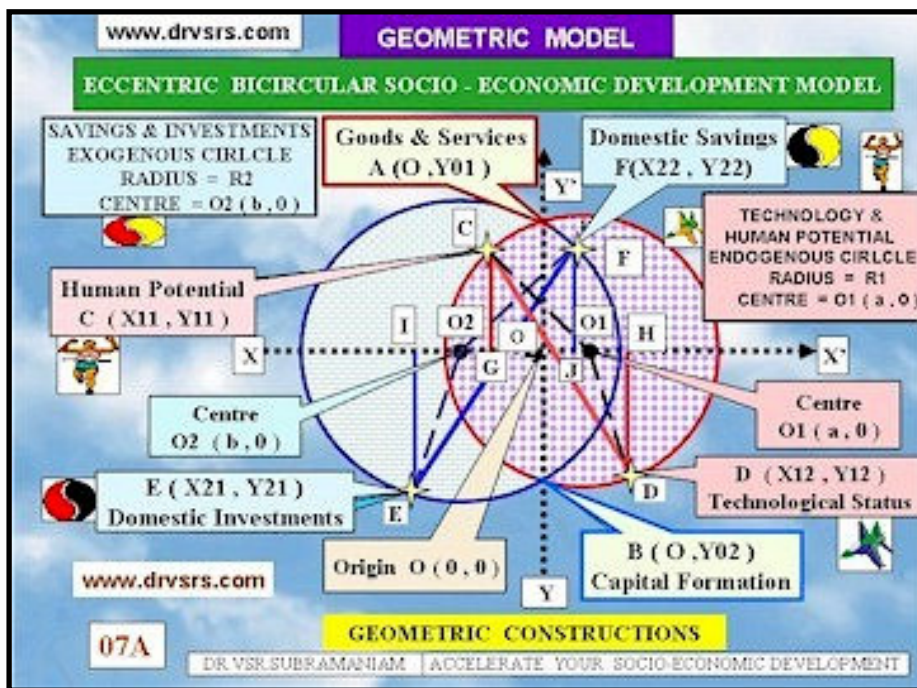 www.drvsrs.com
GEOMETRIC MODEL
ECCENTRIC BICIRCULAR SOCIO - ECONOMIC DEVELOPMENT MODEL
SAVINGS & INVESTMENTS
EXOGENOUS CIRLCLE
RADIUS = R2
CENTRE = O2 ( b , 0 )
Goods & Services
A ( O , Y01 )
Domestic Savings
F(X22 , Y22 )
Y'
TECHNOLOGY &
HUMAN POTENTIAL
ENDOGENOUS CIRLCLE
RADIUS = R1
CENTRE = O1 ( a , 0 )
C
F
Human Potential
C ( X11 , Y11 )
I
O2
O
O1
H
X
G
J
X'
Centre
O2 ( b , 0 )
Centre
O1 ( a , 0 )
E ( X21 , Y21 )
Domestic Investments
E
D
D ( X12 , Y12 )
Technological Status
Origin O ( 0 , 0 )
B ( O , Y02 )
Capital Formation
www.drvsrs.com
Y
07A
GEOMETRIC CONSTRUCTIONS
DR.VSR.SUBRAMANIAM
ACCELERATE YOUR SOCIO-ECONOMIC DEVELOPMENT